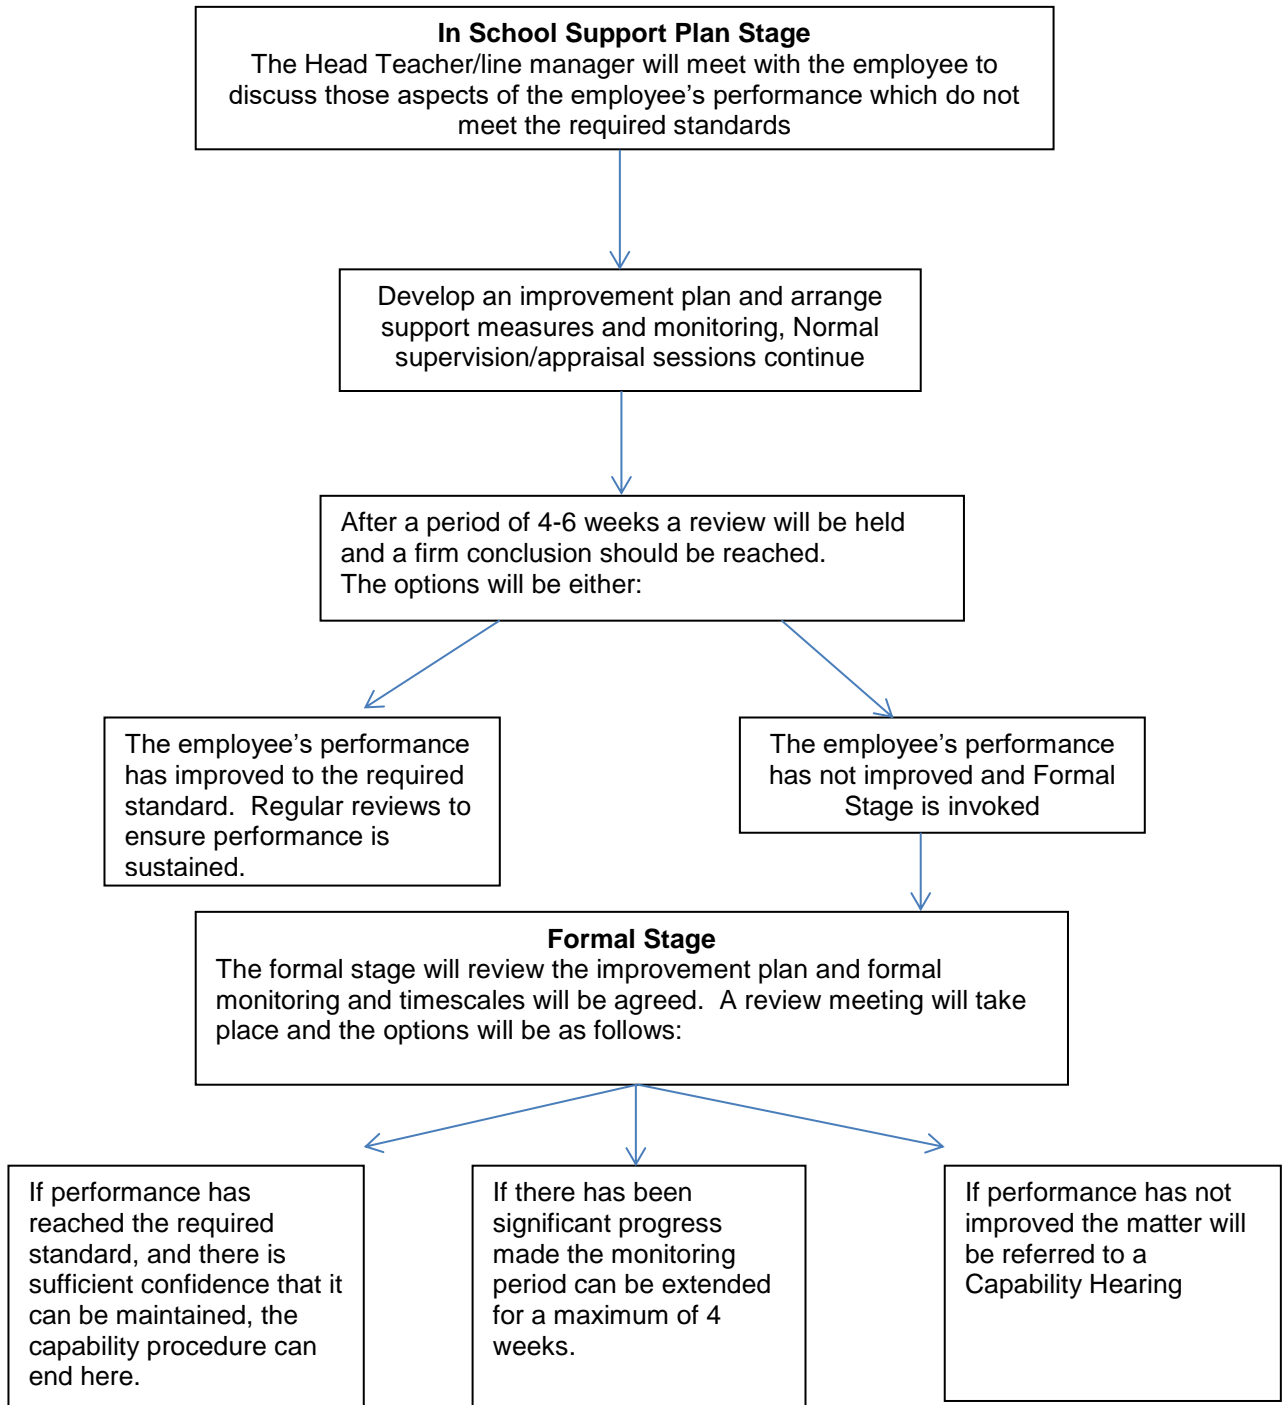 In School Support Plan Stage
The Head Teacher/line manager will meet with the employee to
discuss those aspects of the employee’s performance which do not
meet the required standards
Develop an improvement plan and arrange
support measures and monitoring, Normal
supervision/appraisal sessions continue
After a period of 4-6 weeks a review will be held
and a firm conclusion should be reached.
The options will be either:
The employee’s performance
has improved to the required
standard.  Regular reviews to
ensure performance is
sustained.
The employee’s performance
has not improved and Formal
Stage is invoked
Formal Stage
The formal stage will review the improvement plan and formal
monitoring and timescales will be agreed.  A review meeting will take
place and the options will be as follows:
If performance has
reached the required
standard, and there is
sufficient confidence that it
can be maintained, the
capability procedure can
end here.
If there has been
significant progress
made the monitoring
period can be extended
for a maximum of 4
weeks.
If performance has not
improved the matter will
be referred to a
Capability Hearing